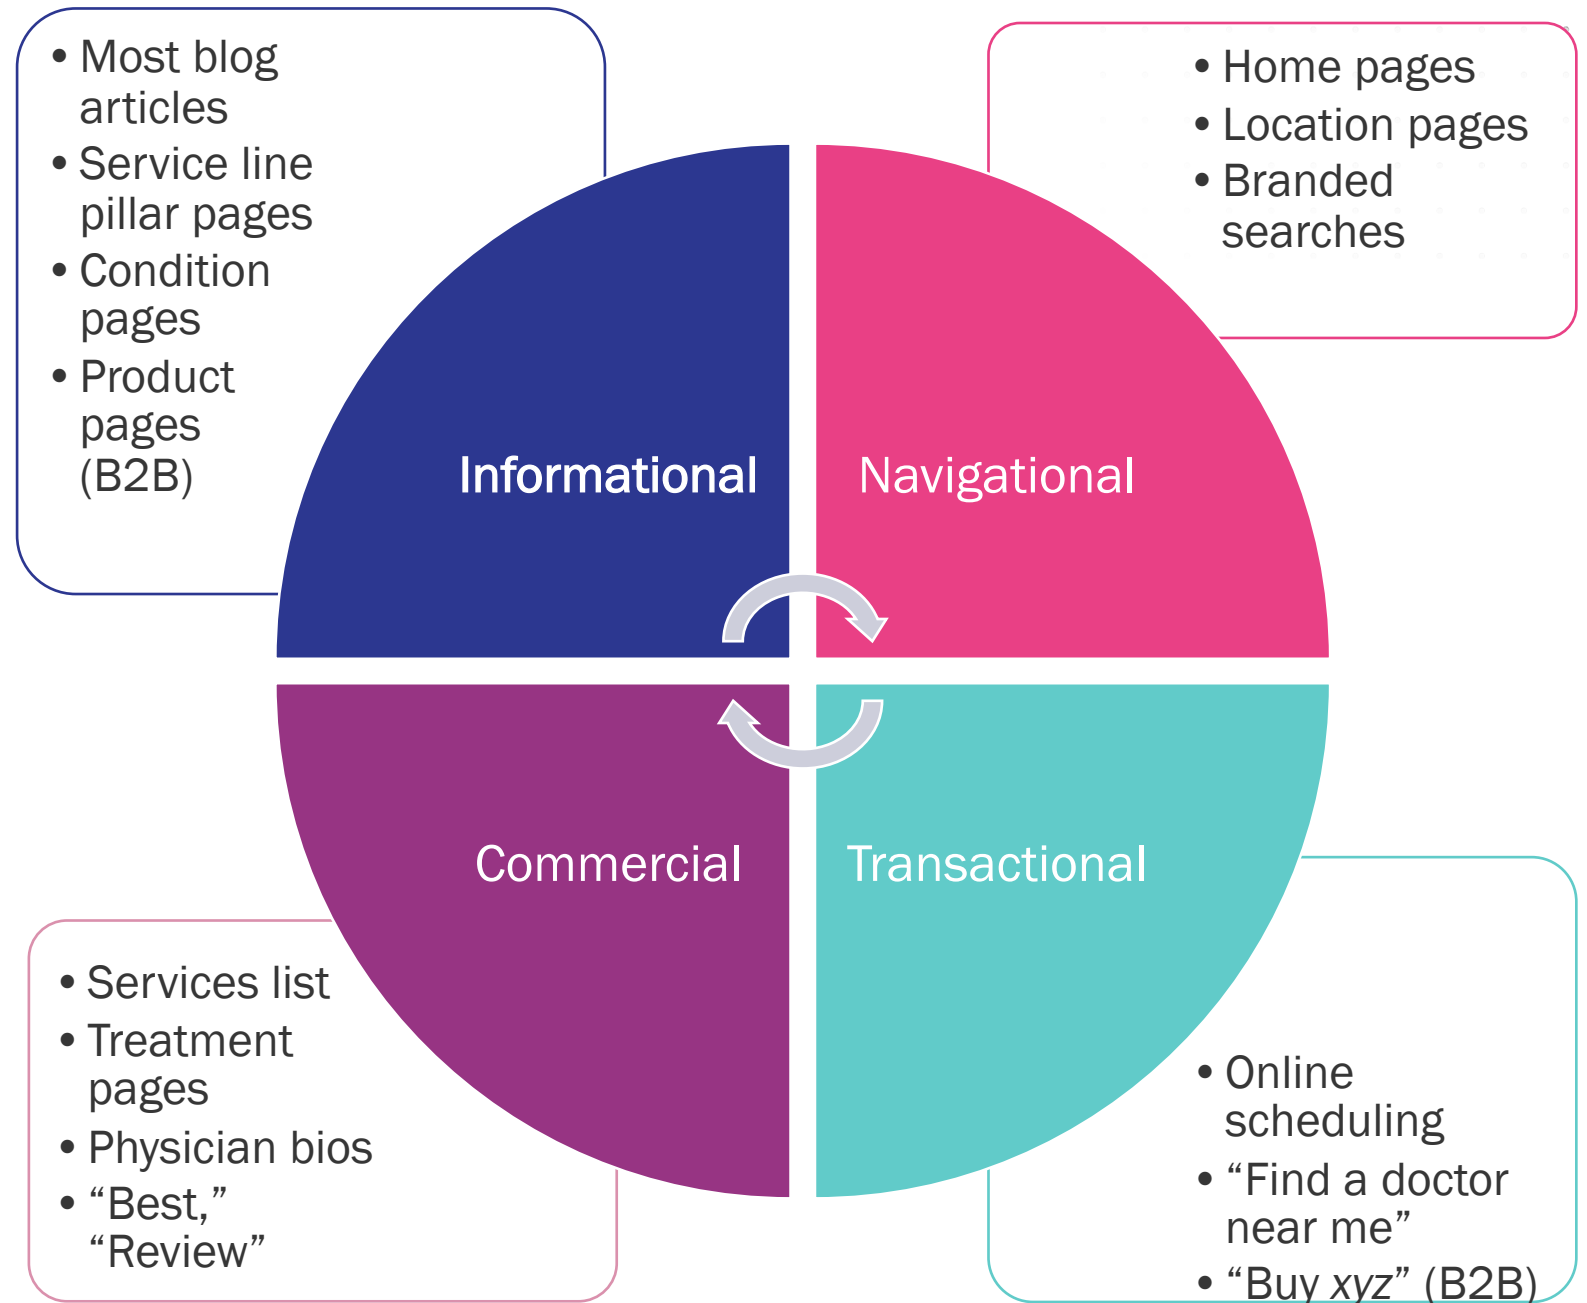 • Most blog
articles
• Service line
pillar pages
• Condition
pages
• Product
pages
(B2B)
• Home pages
• Location pages
• Branded
searches
Informational
Navigational
Commercial
Transactional
• Services list
• Treatment
pages
• Physician bios
• “Best,”
“Review”
• Online
scheduling
• “Find a doctor
near me”
• “Buy xyz” (B2B)